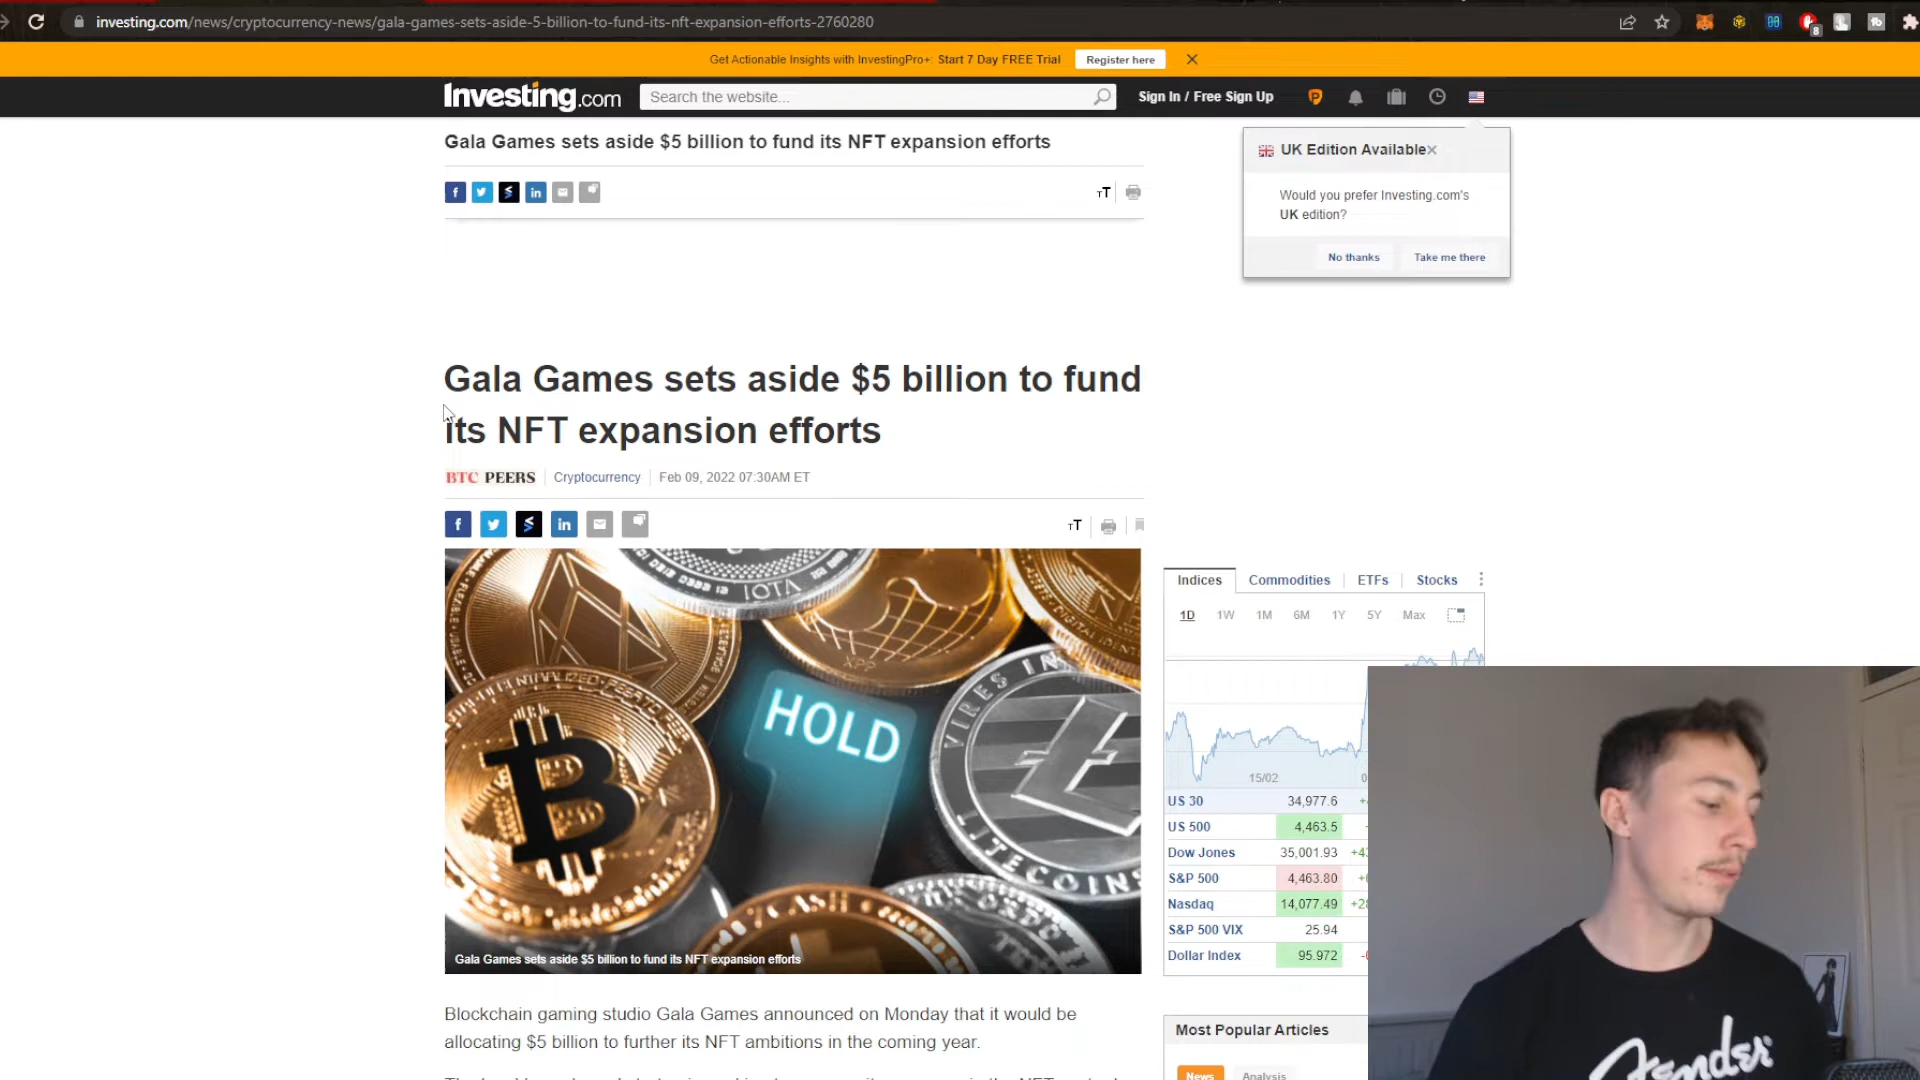 investing.com/news/cryptocurrency-news/gala-games-sets-aside-5-billion-to-fund-its-nft-expansion-efforts-2760280
8
Get Actionable Insights with InvestingPro+: Start 7 Day FREE Trial
Register here
Investing.com
Search the website...
Sign In / Free Sign Up
Gala Games sets aside $5 billion to fund its NFT expansion efforts
UK Edition Available
Would you prefer Investing.com's
UK edition?
No thanks
Take me there
Gala Games sets aside $5 billion to fund
its NFT expansion efforts
BTC PEERS
Cryptocurrency
Feb 09, 2022 07:30AM ET
HOLD
LITECOINS
XPP
Gala Games sets aside $5 billion to fund its NFT expansion efforts
Indices
Commodities
ETFs
Stocks
1D 1W 1M 6M 1Y 5Y Max
15/02
US 30 34,977.6
US 500 4,463.5
Dow Jones 35,001.93
S&P 500 4,463.80
Nasdaq 14,077.49
S&P 500 VIX 25.94
Dollar Index 95.972
Blockchain gaming studio Gala Games announced on Monday that it would be
allocating $5 billion to further its NFT ambitions in the coming year.
Most Popular Articles
News
Analysis
Fender